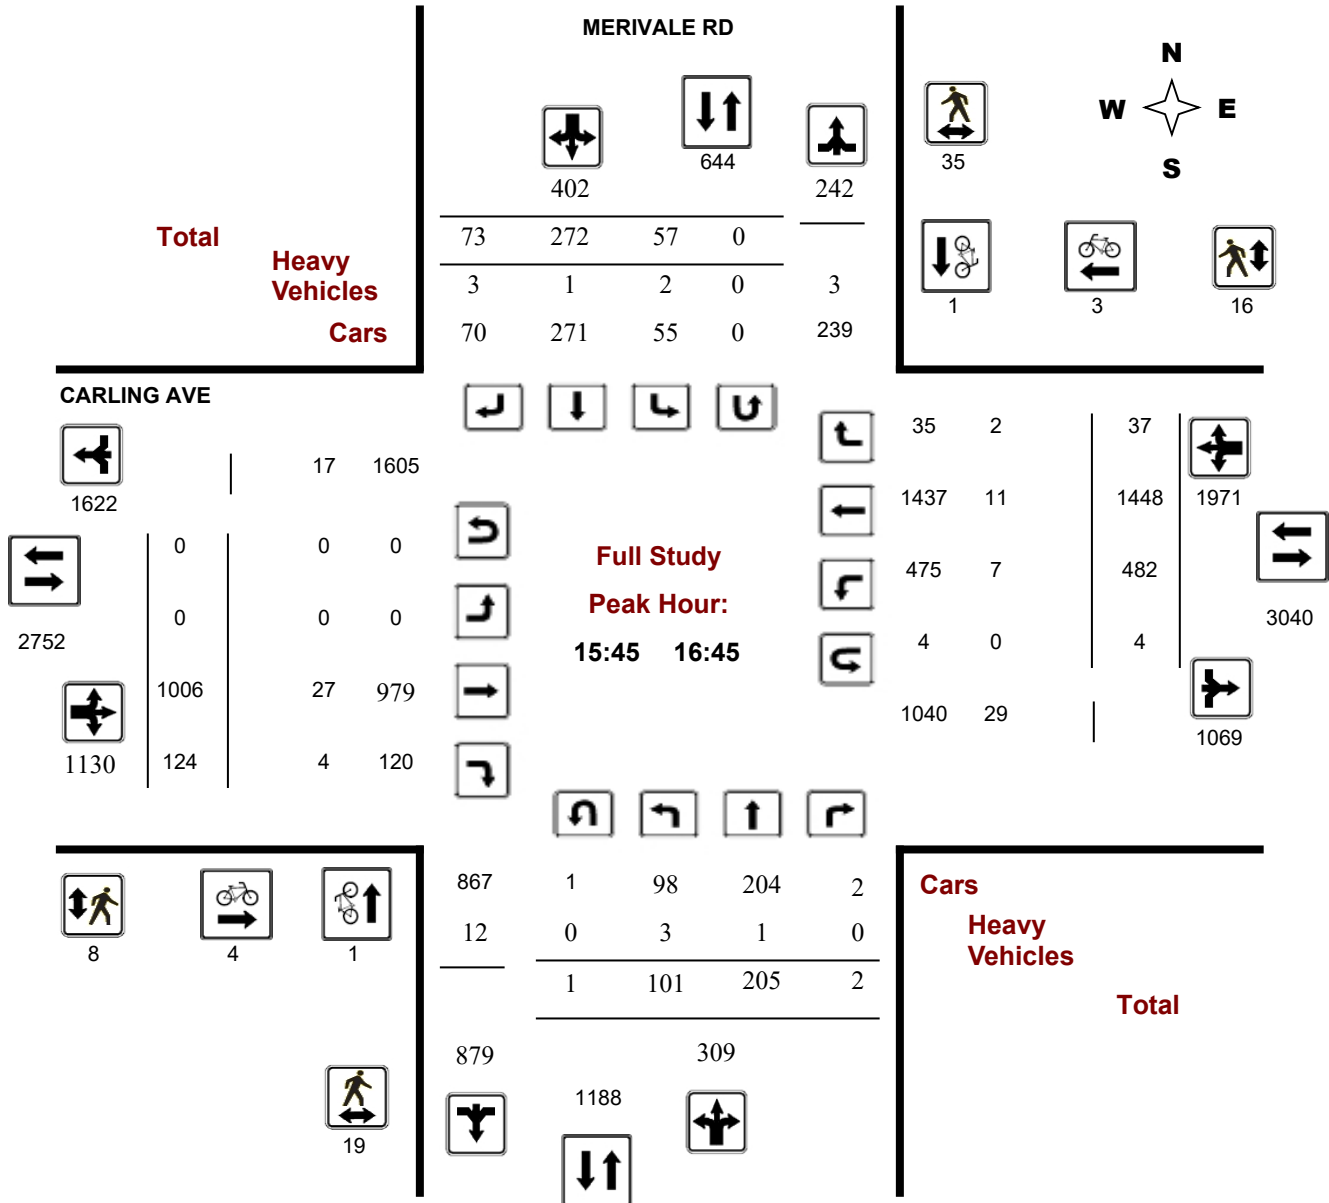 MERIVALE RD
N
W E
S
35
644
402
242
Total
73 272 57 0
Heavy
Vehicles
3 1 2 0 3
Cars
70 271 55 0 239
1 3 16
CARLING AVE
35 2 37
17 1605
1622
1437 11 1448 1971
0 0 0
Full Study
475 7 482
Peak Hour:
0 0 0
3040
2752
15:45 16:45
4 0 4
1006 27 979
1040 29
1069
1130 124 4 120
867 1 98 204 2
Cars
12 0 3 1 0
Heavy
Vehicles
8 4 1
1 101 205 2
Total
879 309
1188
19